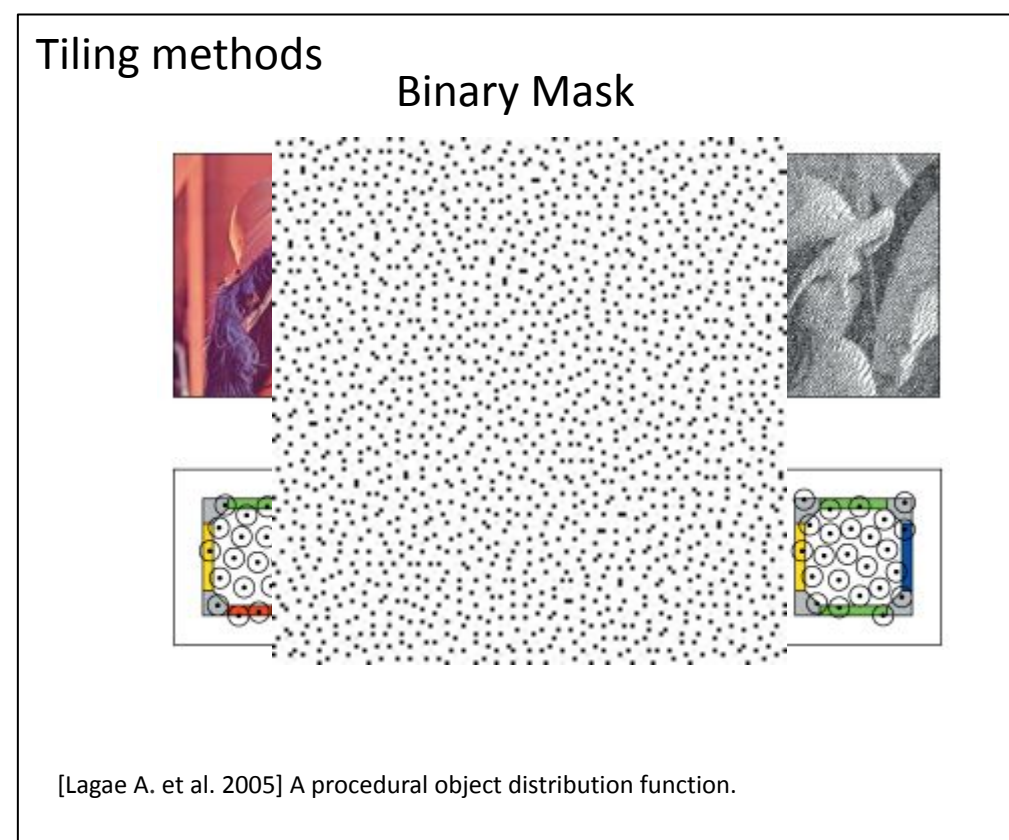 Tiling methods
Binary Mask
[Lagae A. et al. 2005] A procedural object distribution function.